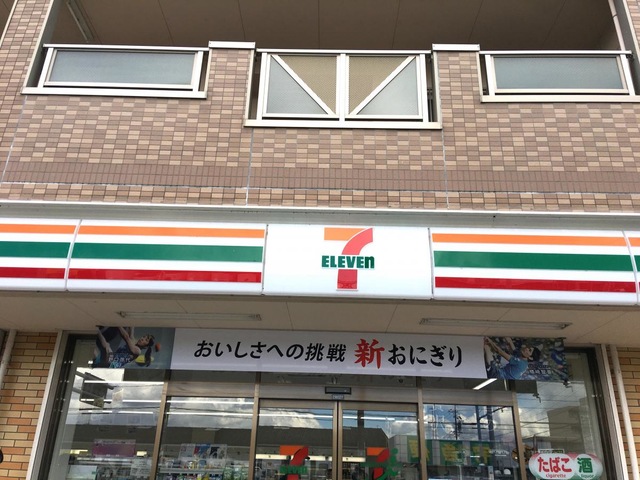 7
ELEVEn
おいしさへの挑戦 新おにぎり
たばこ 酒
cigarette liquor